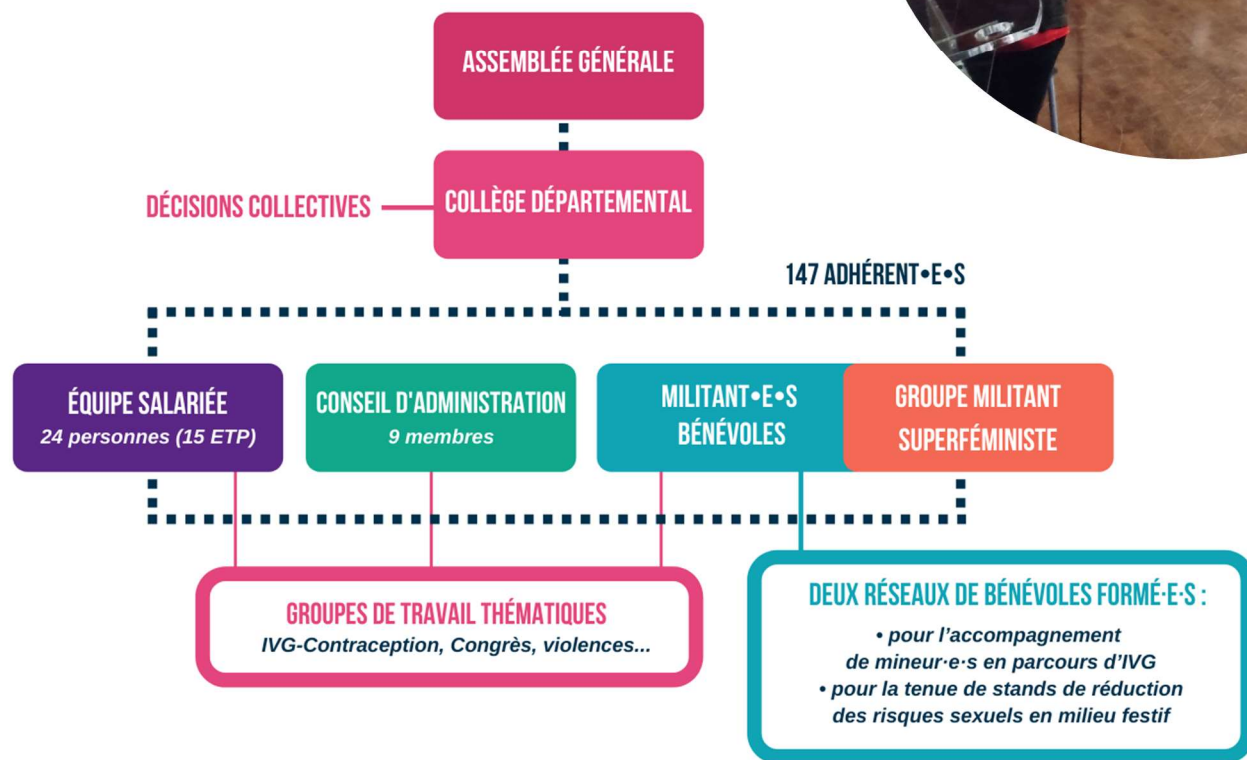 ASSEMBLÉE GÉNÉRALE
DÉCISIONS COLLECTIVES
COLLÈGE DÉPARTEMENTAL
147 ADHÉRENT•E•S
ÉQUIPE SALARIÉE
24 personnes (15 ETP)
CONSEIL D'ADMINISTRATION
9 membres
MILITANT•E•S
BÉNÉVOLES
GROUPE MILITANT
SUPERFÉMINISTE
GROUPES DE TRAVAIL THÉMATIQUES
IVG-Contraception, Congrès, violences...
DEUX RÉSEAUX DE BÉNÉVOLES FORMÉ·E·S :
• pour l’accompagnement
de mineur·e·s en parcours d’IVG
• pour la tenue de stands de réduction
des risques sexuels en milieu festif